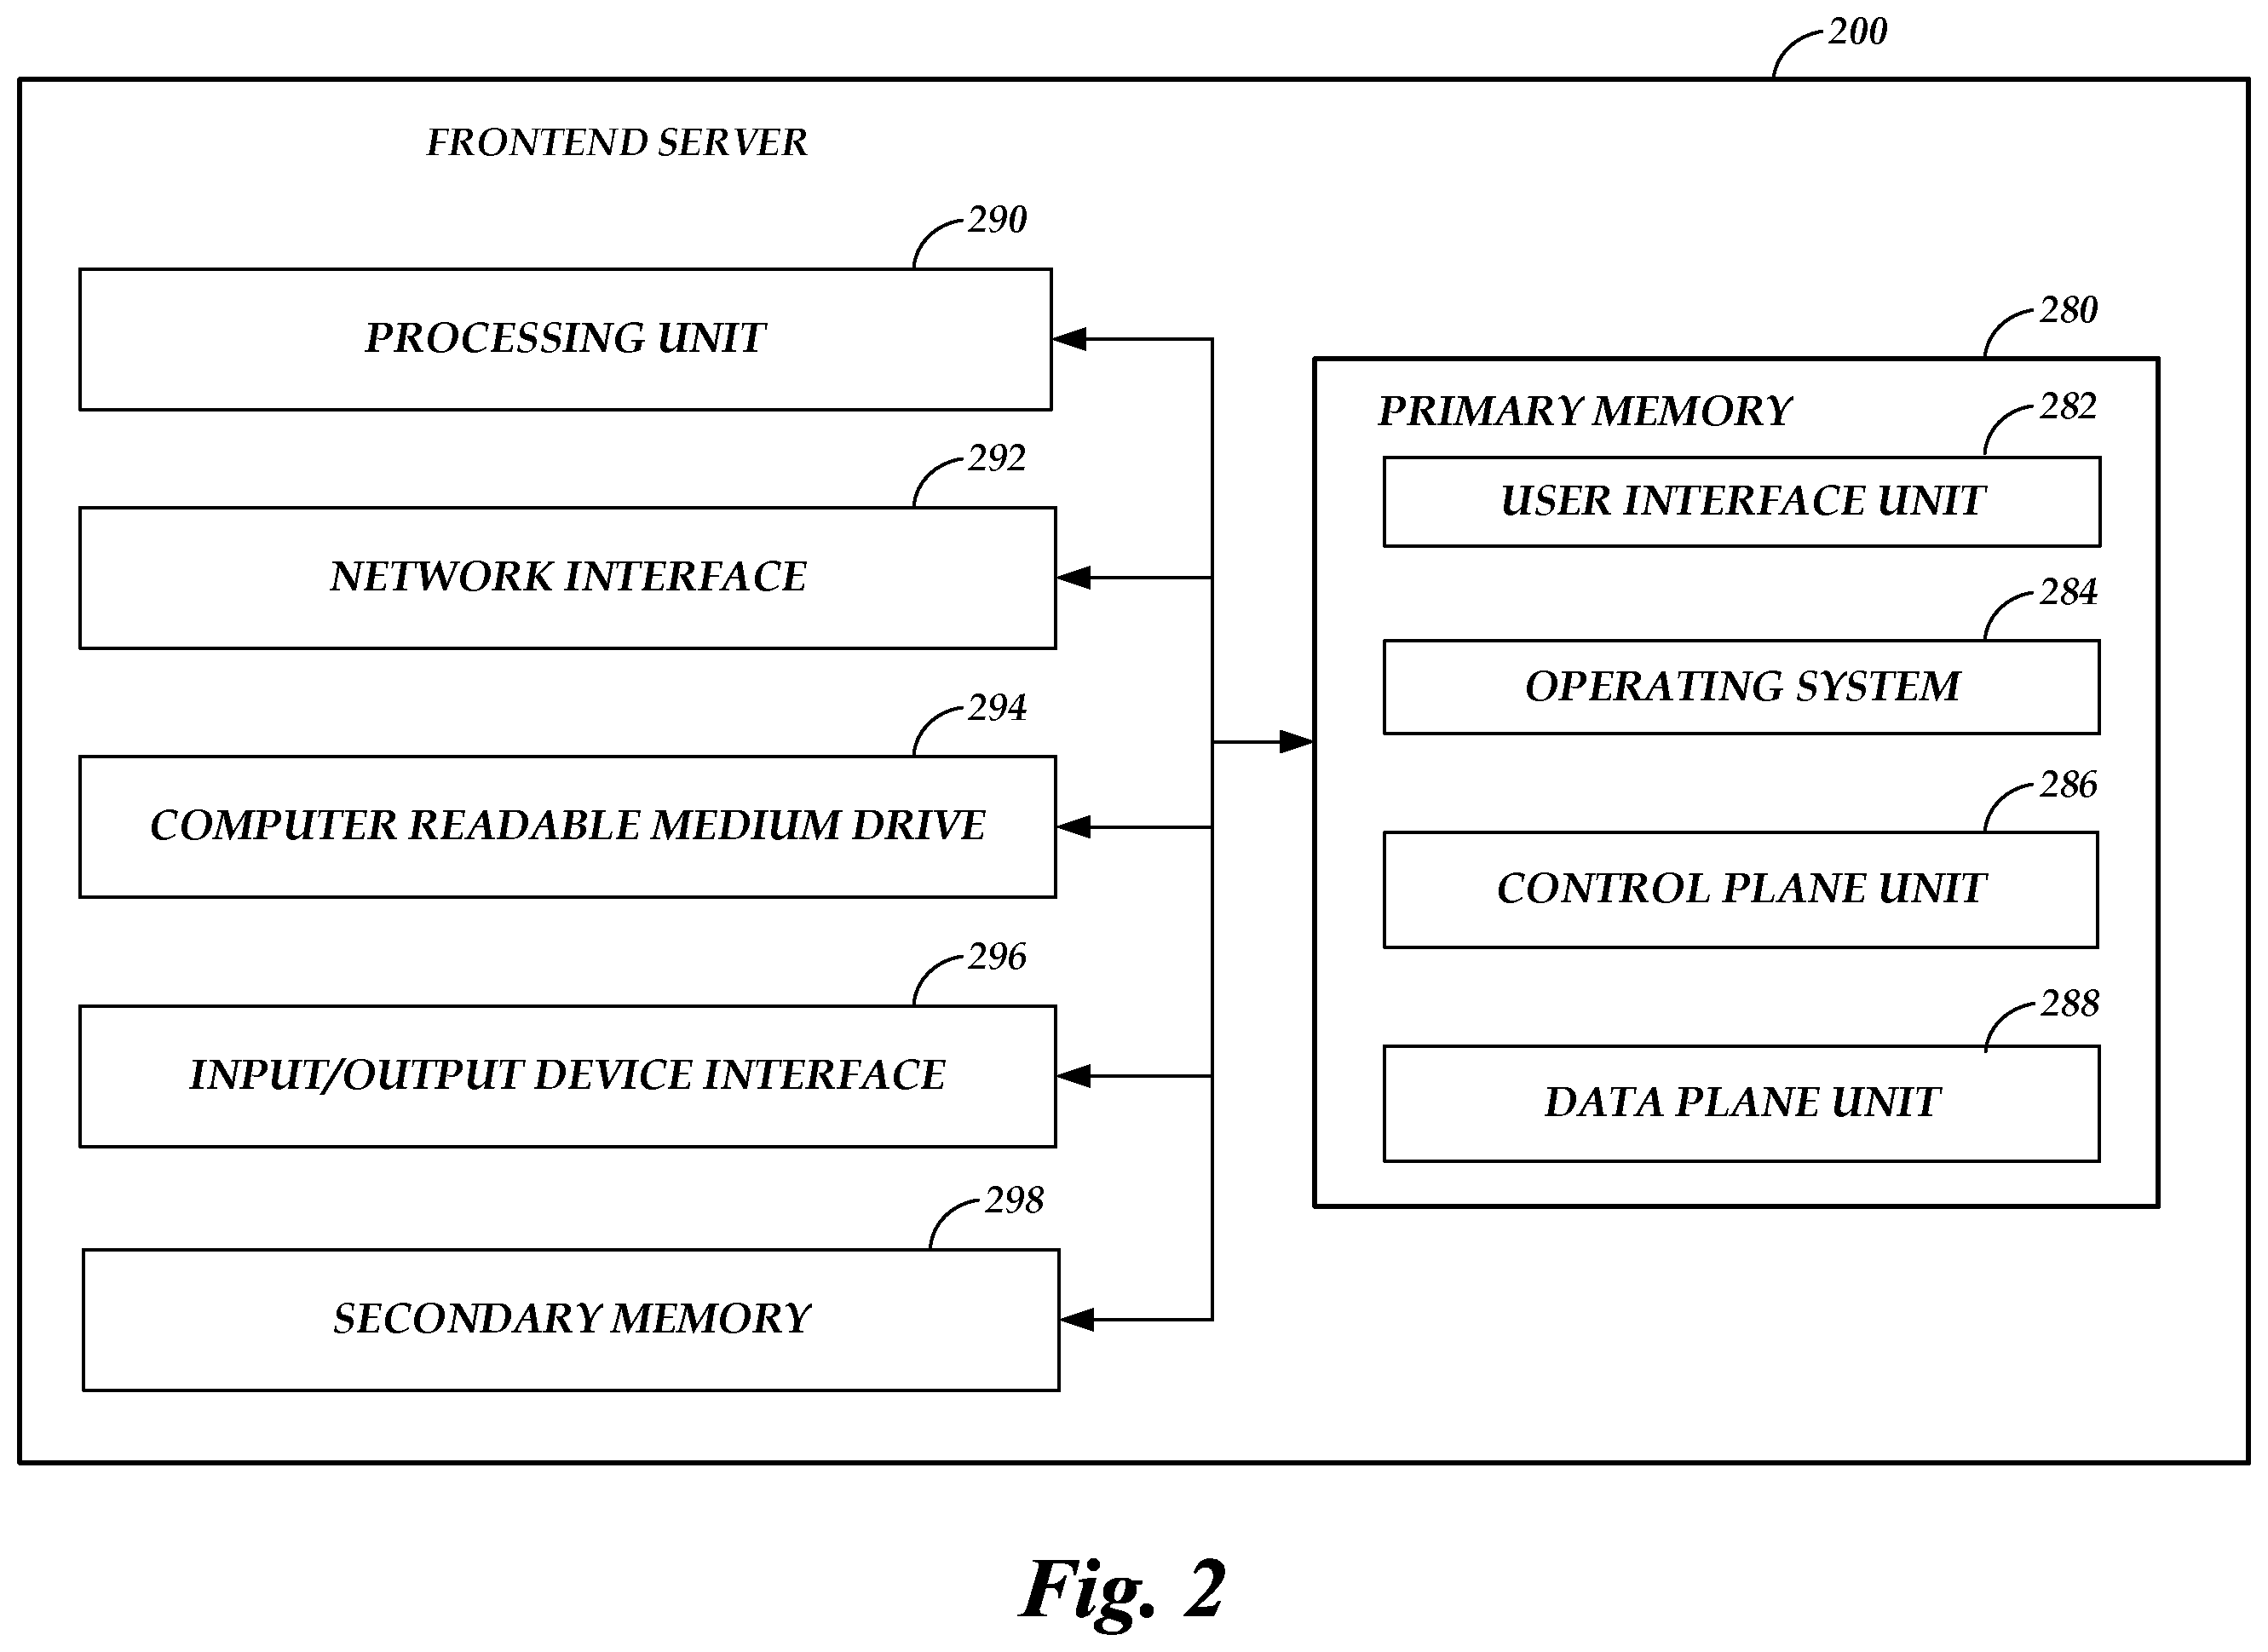 200
FRONTEND SERVER
290
PROCESSING UNIT
292
NETWORK INTERFACE
294
COMPUTER READABLE MEDIUM DRIVE
296
INPUT/OUTPUT DEVICE INTERFACE
298
SECONDARY MEMORY
280
PRIMARY MEMORY
282
USER INTERFACE UNIT
284
OPERATING SYSTEM
286
CONTROL PLANE UNIT
288
DATA PLANE UNIT
Fig. 2